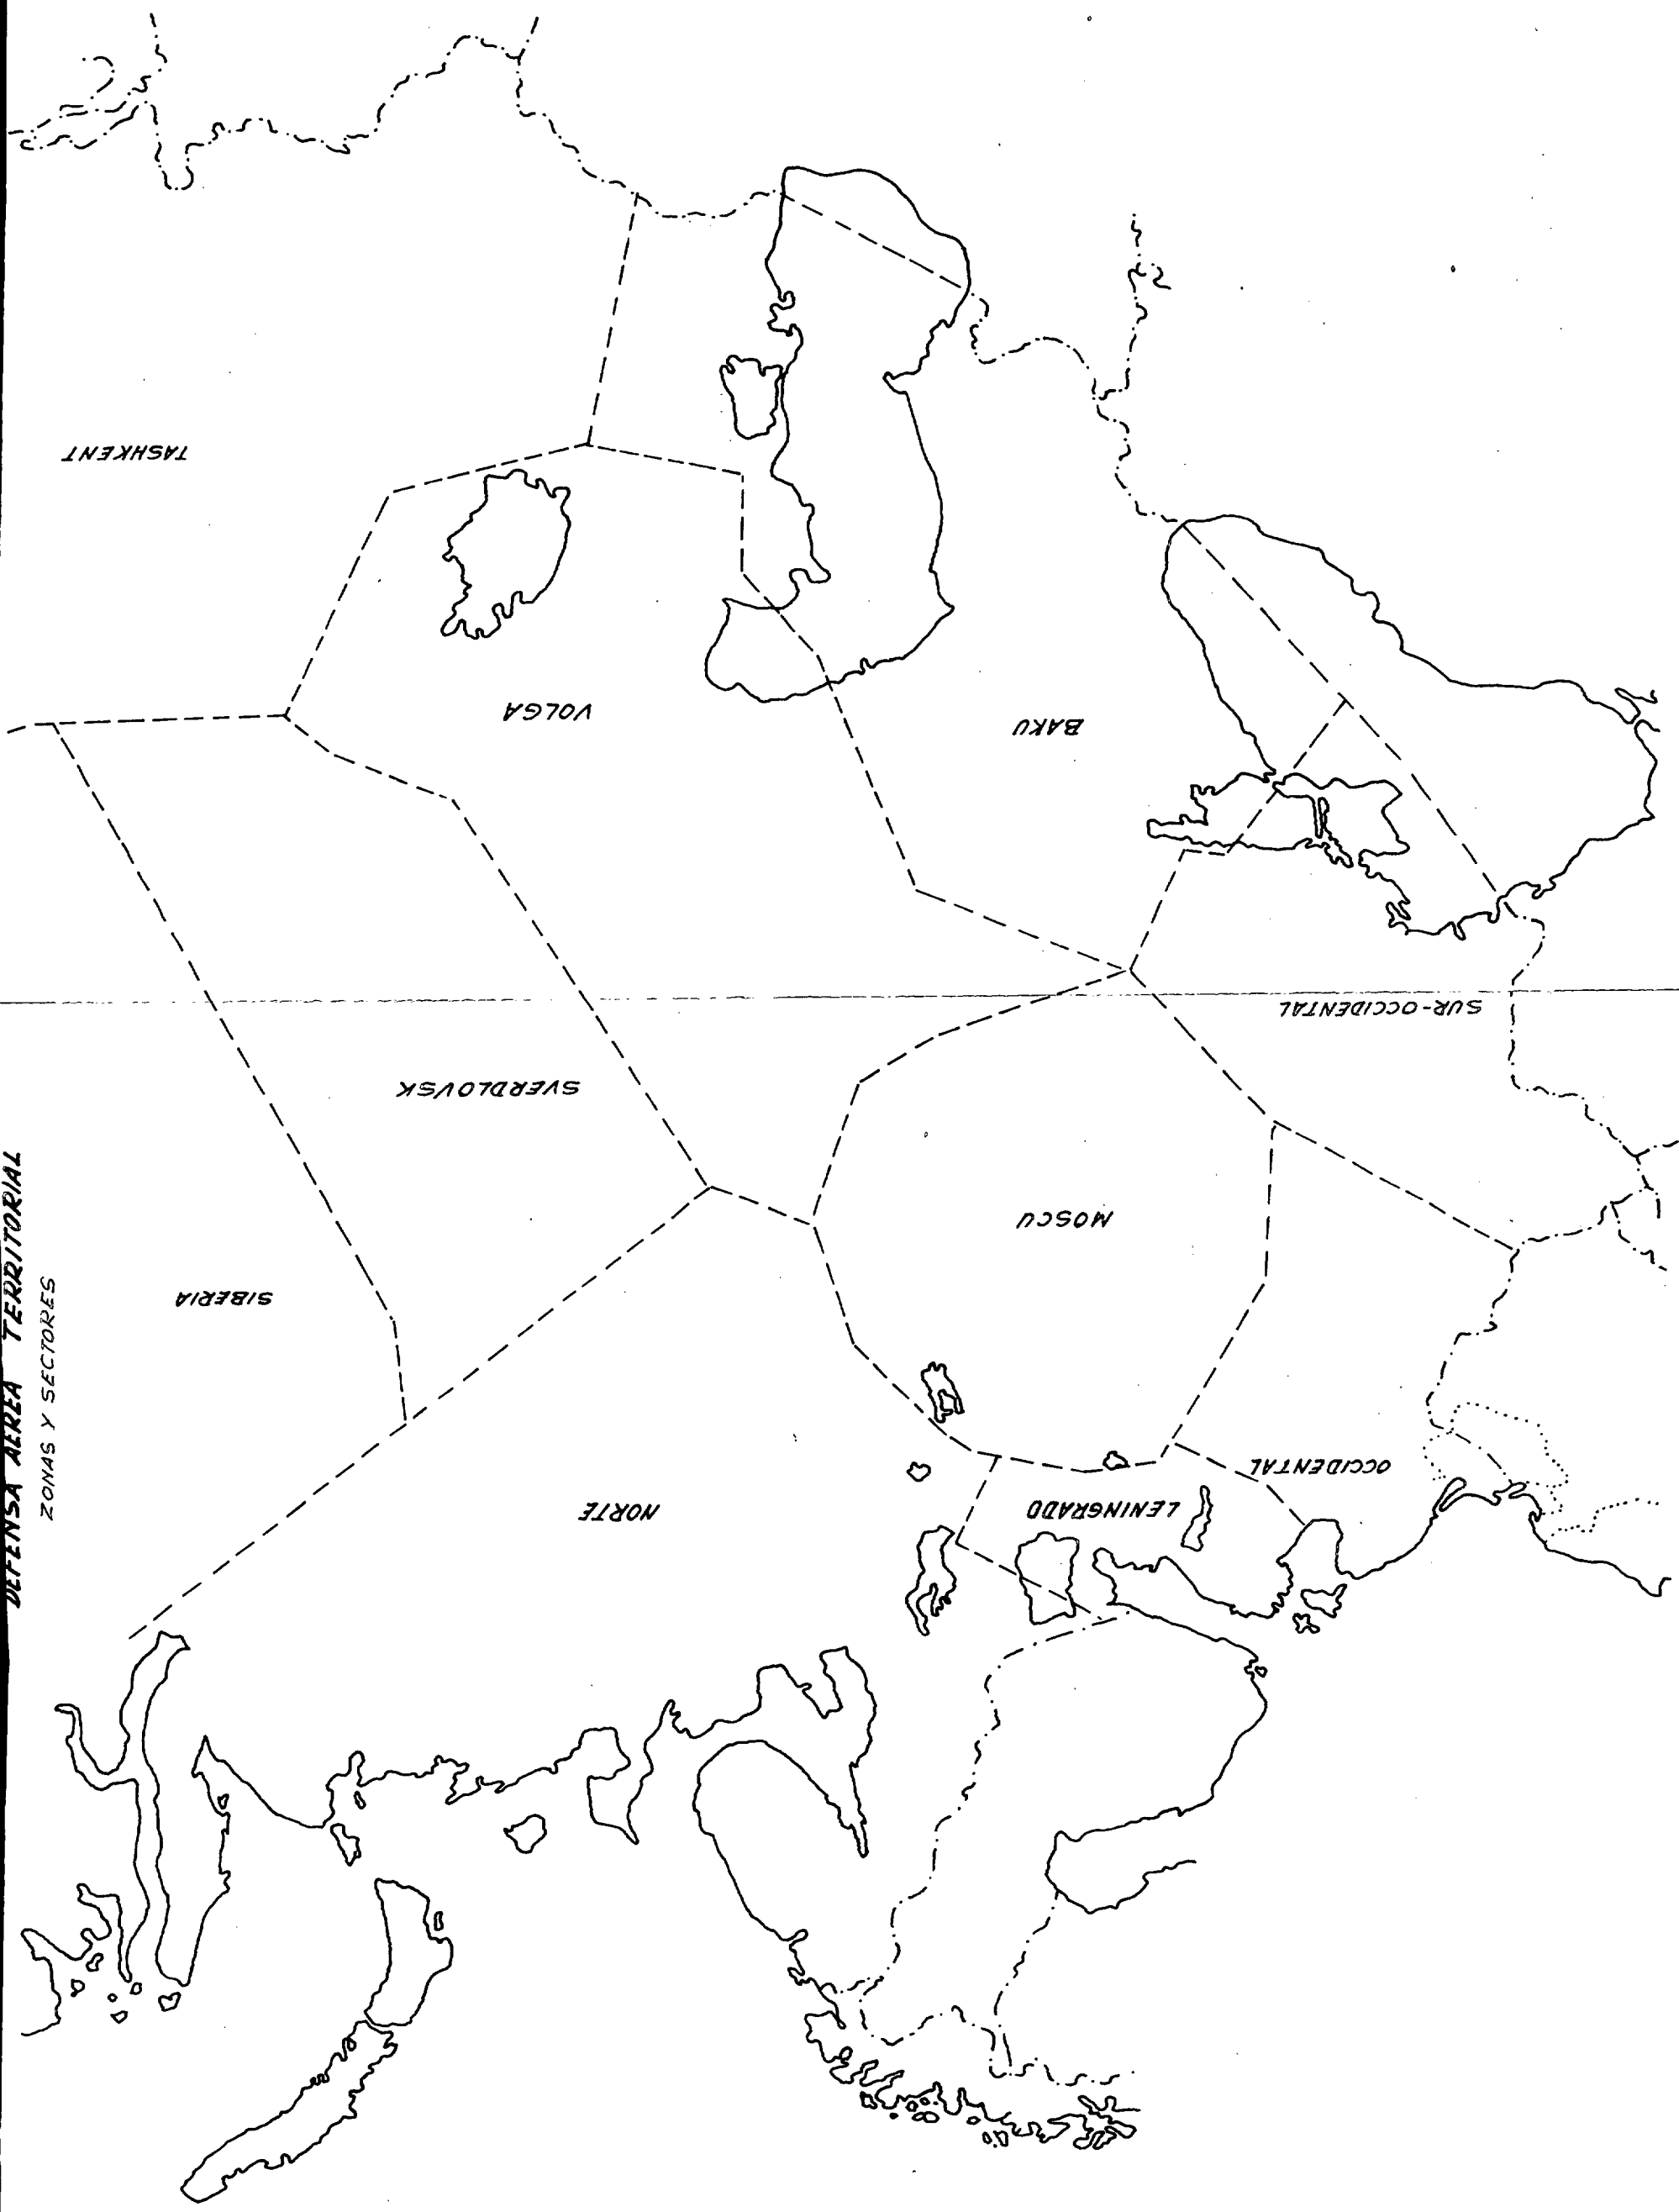 DEFENSA AEREA TERRITORIAL
ZONAS Y SECTORES
NORTE
LENINGRADO
OCCIDENTAL
SIBERIA
MOSCU
SVERDLOVSK
SUR-OCCIDENTAL
VOLGA
BAKU
TASHKENT